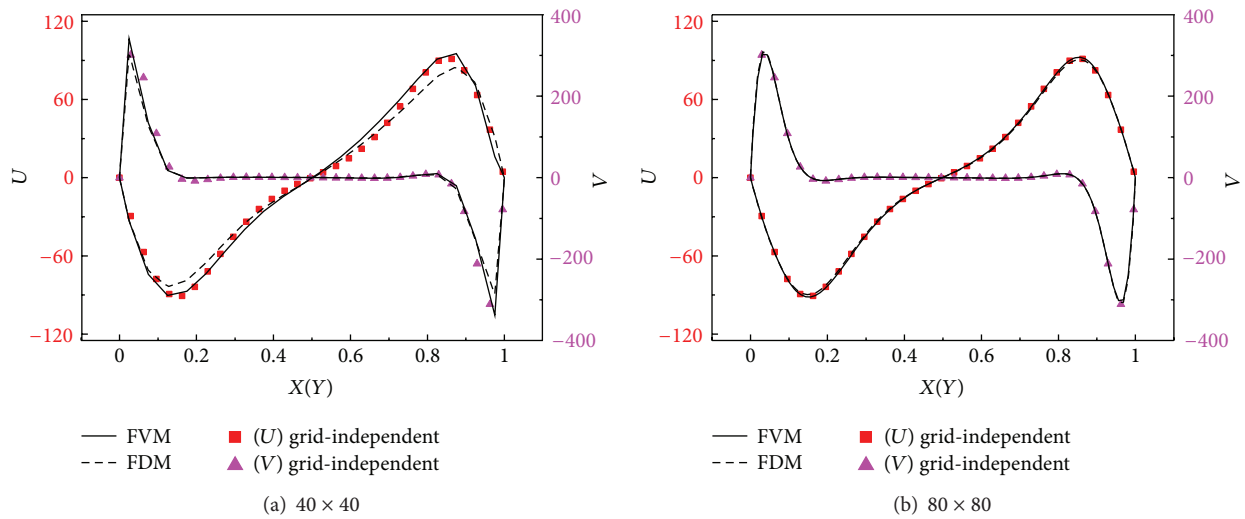 120
60
0
−60
−120
U
400
200
0
−200
−400
V
0
0.2
0.4
0.6
0.8
1
X(Y)
FVM
FDM
(U) grid-independent
(V) grid-independent
(a) 40 × 40
120
60
0
−60
−120
U
400
200
0
−200
−400
V
0
0.2
0.4
0.6
0.8
1
X(Y)
FVM
FDM
(U) grid-independent
(V) grid-independent
(b) 80 × 80